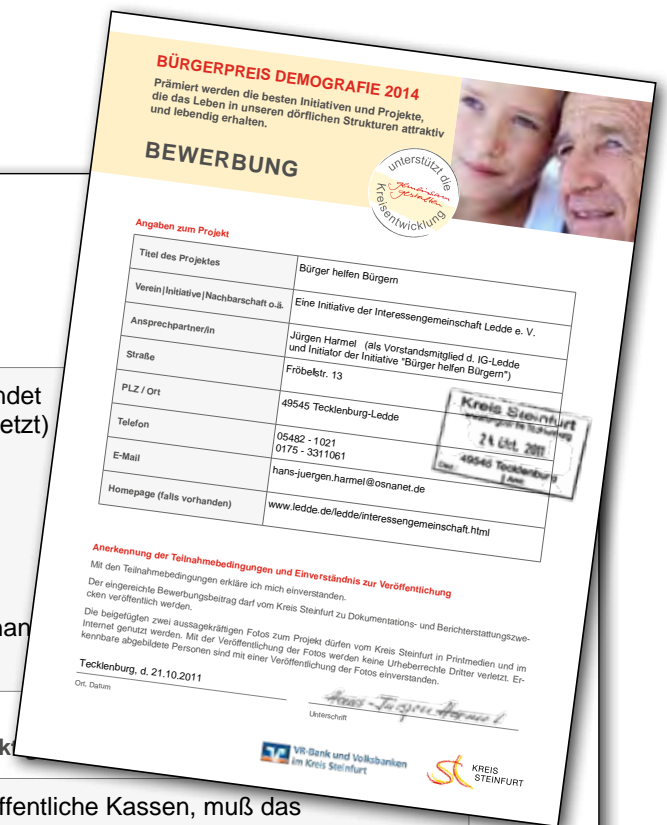 BÜRGERPREIS DEMOGRAFIE 2014
Prämiert werden die besten Initiativen und Projekte,
die das Leben in unseren dörflichen Strukturen attraktiv
und lebendig erhalten.
BEWERBUNG
unterstützt die
gemeinsam
gestalten
Kreisentwicklung
Angaben zum Projekt
Titel des Projektes
Bürger helfen Bürgern
Verein|Initiative|Nachbarschaft o.ä.
Eine Initiative der Interessengemeinschaft Ledde e. V.
Ansprechpartner/in
Jürgen Harmel (als Vorstandsmitglied d. IG-Ledde
und Initiator der Initiative "Bürger helfen Bürgern")
Straße
Fröbelstr. 13
PLZ / Ort
49545 Tecklenburg-Ledde
Telefon
05482 - 1021
0175 - 3311061
E-Mail
hans-juergen.harmel@osnanet.de
Homepage (falls vorhanden)
www.ledde.de/ledde/interessengemeinschaft.html
Kreis Steinfurt
24. Okt. 2011
49545 Tecklenburg
Anerkennung der Teilnahmebedingungen und Einverständnis zur Veröffentlichung
Mit den Teilnahmebedingungen erkläre ich mich einverstanden.
Der eingereichte Bewerbungsbeitrag darf vom Kreis Steinfurt zu Dokumentations- und Berichterstattungszwe-
cken veröffentlich werden.
Die beigefügten zwei aussagekräftigen Fotos zum Projekt dürfen vom Kreis Steinfurt in Printmedien und im
Internet genutzt werden. Mit der Veröffentlichung der Fotos werden keine Urheberrechte Dritter verletzt. Er-
kennbare abgebildete Personen sind mit einer Veröffentlichung der Fotos einverstanden.
Tecklenburg, d. 21.10.2011
Ort, Datum
Hans-Jürgen Harmel
Unterschrift
VR-Bank und Volksbanken
im Kreis Steinfurt
KREIS
STEINFURT
ndet
etzt)
nan
kt
ffentliche Kassen, muß das